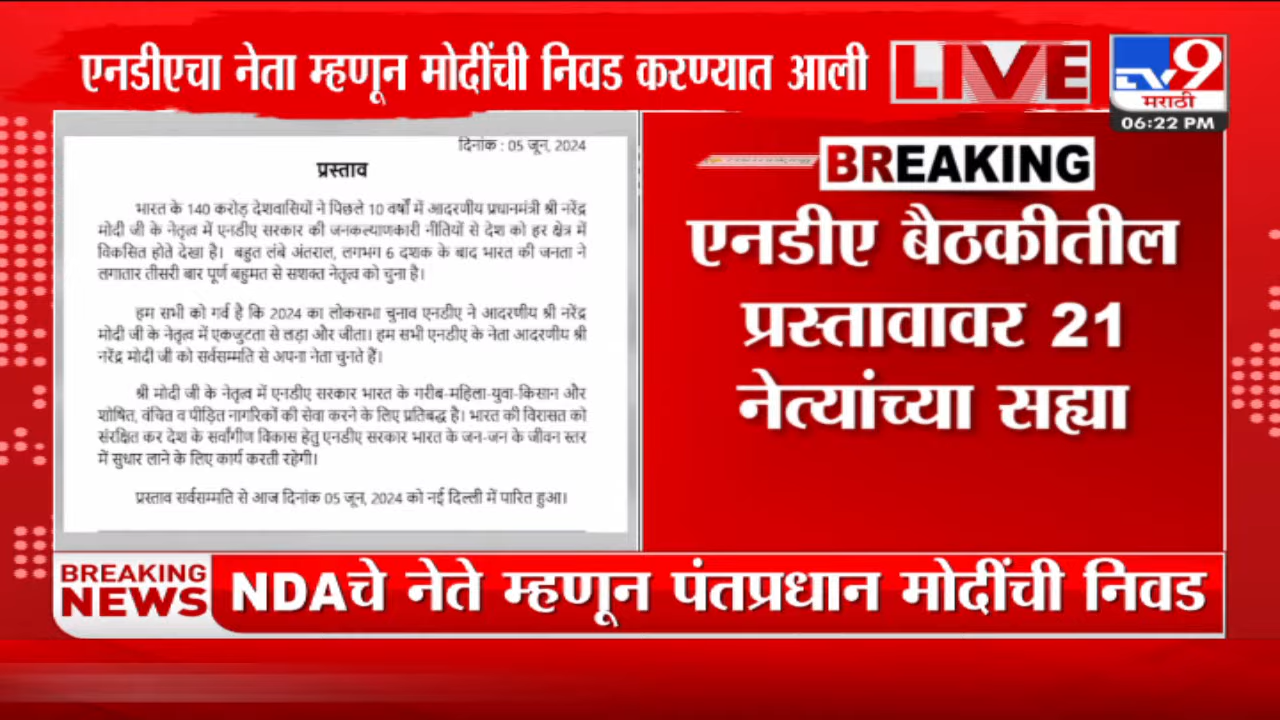 एनडीएचा नेता म्हणून मोदींची निवड करण्यात आली
LIVE
TV9
मराठी
06:22 PM
दिनांक : 05 जून, 2024
प्रस्ताव
भारत के 140 करोड़ देशवासियों ने पिछले 10 वर्षों में आदरणीय प्रधानमंत्री श्री नरेंद्र
मोदी जी के नेतृत्व में एनडीए सरकार की जनकल्याणकारी नीतियों से देश को हर क्षेत्र में
विकसित होते देखा है। बहुत लंबे अंतराल, लगभग 6 दशक के बाद भारत की जनता ने
लगातार तीसरी बार पूर्ण बहुमत से सशक्त नेतृत्व को चुना है।
हम सभी को गर्व है कि 2024 का लोकसभा चुनाव एनडीए ने आदरणीय श्री नरेंद्र
मोदी जी के नेतृत्व में एकजुटता से लड़ा और जीता। हम सभी एनडीए के नेता आदरणीय श्री
नरेंद्र मोदी जी को सर्वसम्मति से अपना नेता चुनते हैं।
श्री मोदी जी के नेतृत्व में एनडीए सरकार भारत के गरीब-महिला-युवा-किसान और
शोषित, वंचित व पीड़ित नागरिकों की सेवा करने के लिए प्रतिबद्ध है। भारत की विरासत को
संरक्षित कर देश के सर्वांगीण विकास हेतु एनडीए सरकार भारत के जन-जन के जीवन स्तर
में सुधार लाने के लिए कार्य करती रहेगी।
प्रस्ताव सर्वसम्मति से आज दिनांक 05 जून, 2024 को नई दिल्ली में पारित हुआ।
BREAKING
एनडीए बैठकीतील
प्रस्तावावर 21
नेत्यांच्या सह्या
BREAKING
NEWS
NDAचे नेते म्हणून पंतप्रधान मोदींची निवड